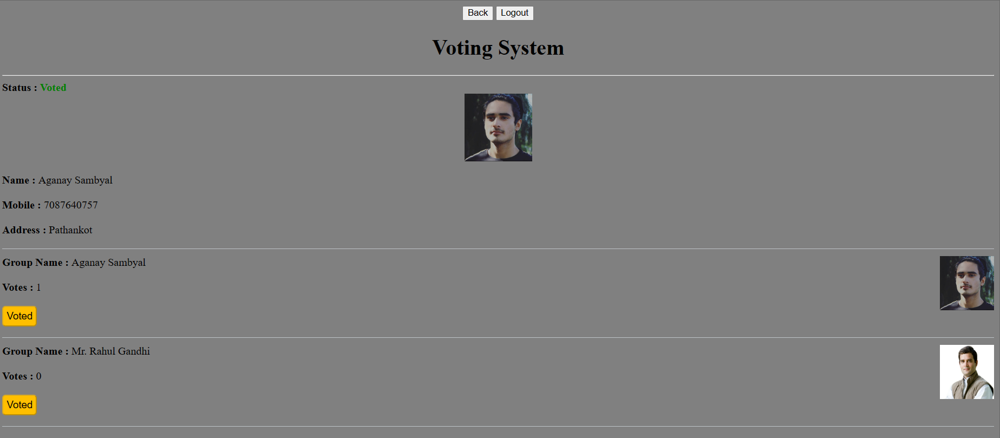 Back Logout
Voting System
Status : Voted
Name : Aganay Sambyal
Mobile : 7087640757
Address : Pathankot
Group Name : Aganay Sambyal
Votes : 1
Voted
Group Name : Mr. Rahul Gandhi
Votes : 0
Voted